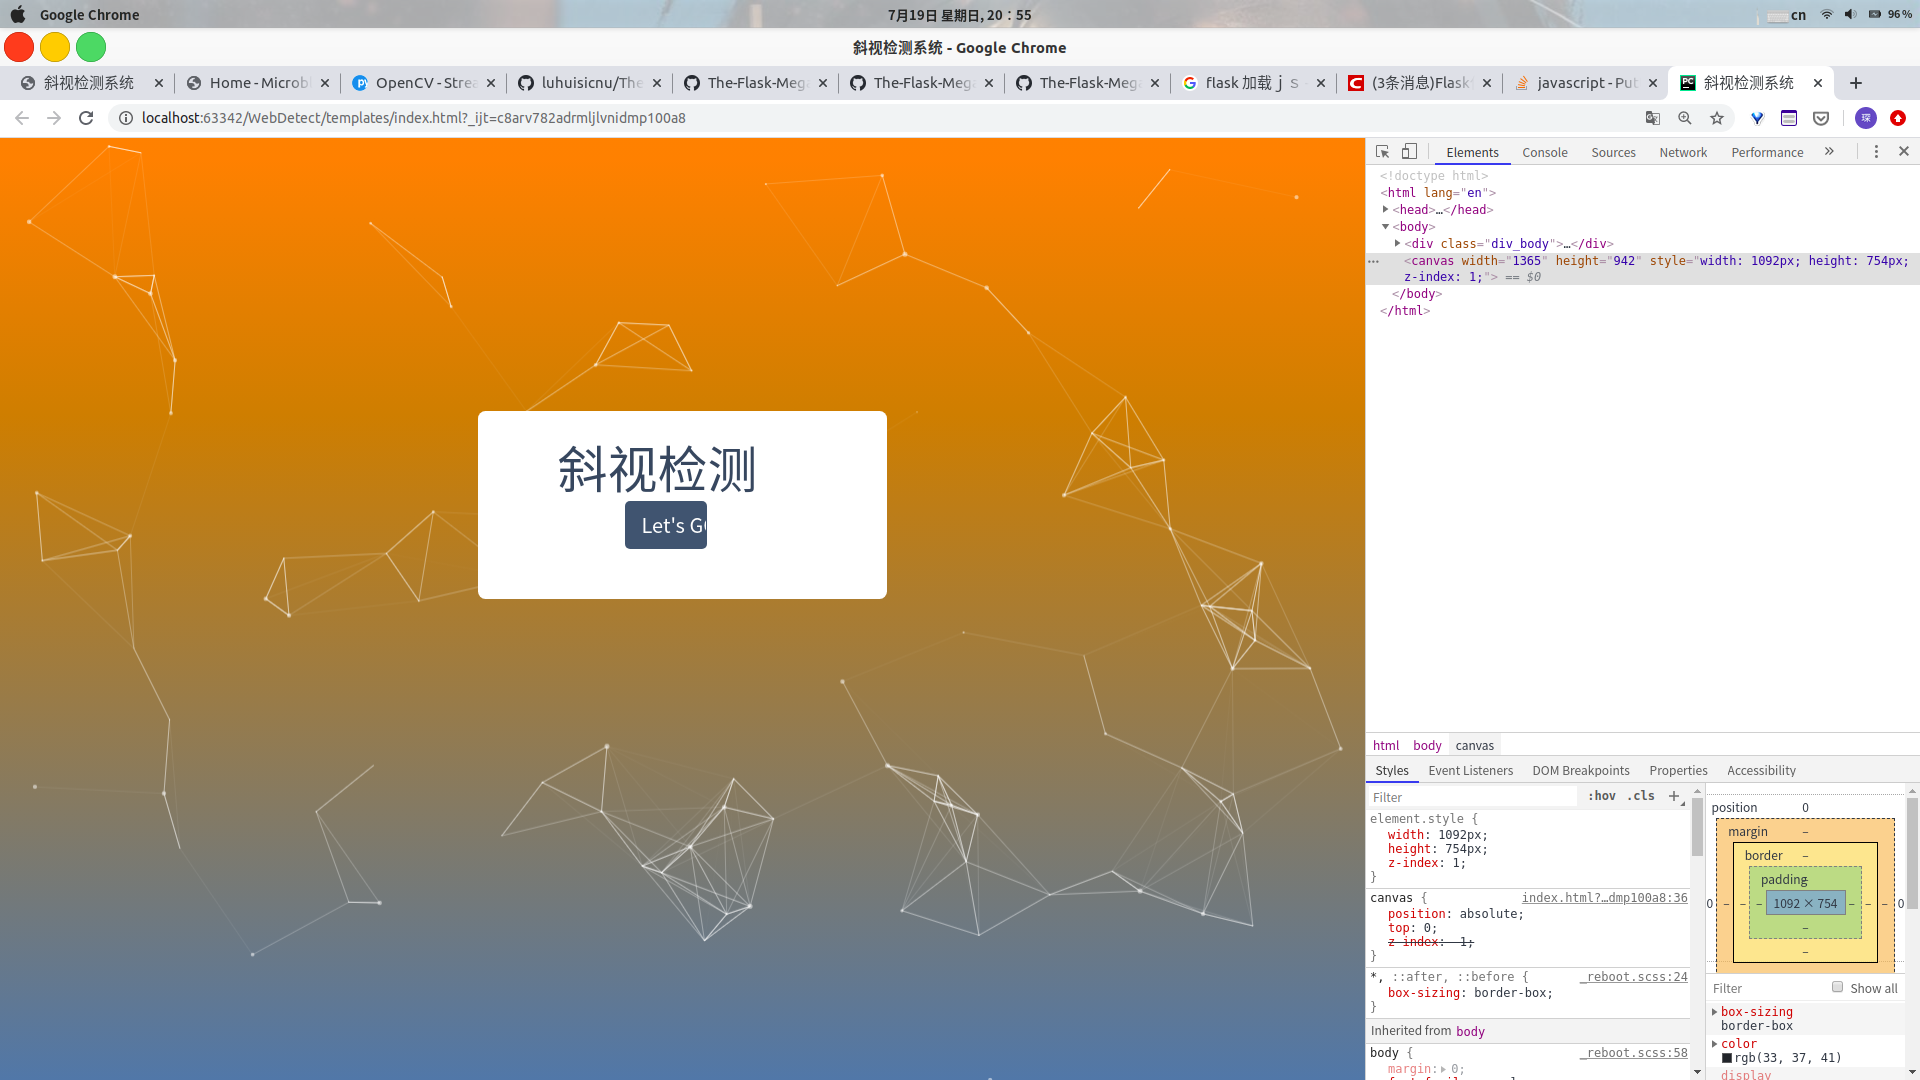 Google Chrome
7月19日 星期日, 20：55
cn
96%
斜视检测系统 - Google Chrome
斜视检测系统
Home - Microbl
OpenCV - Strea
luhuisicnu/The
The-Flask-Mega
The-Flask-Mega
The-Flask-Mega
flask 加载ｊｓ -
(3条消息)Flask
javascript - Put
斜视检测系统
localhost:63342/WebDetect/templates/index.html?_ijt=c8arv782adrmljlvnidmp100a8
琛
斜视检测
Let's G
Elements
Console
Sources
Network
Performance
<!doctype html>
<html lang="en">
<head>…</head>
<body>
<div class="div_body">…</div>
<canvas width="1365" height="942" style="width: 1092px; height: 754px;
z-index: 1;"> == $0
</body>
</html>
html
body
canvas
Styles
Event Listeners
DOM Breakpoints
Properties
Accessibility
Filter
:hov
.cls
element.style {
width: 1092px;
height: 754px;
z-index: 1;
}
canvas {
index.html?…dmp100a8:36
position: absolute;
top: 0;
z-index: -1;
}
*, ::after, ::before {
_reboot.scss:24
box-sizing: border-box;
}
Inherited from body
body {
_reboot.scss:58
margin: 0;
position
0
margin
–
border
–
padding
–
0
–
–
–
1092 × 754
–
–
–
0
–
–
Filter
Show all
box-sizing
border-box
color
rgb(33, 37, 41)
display